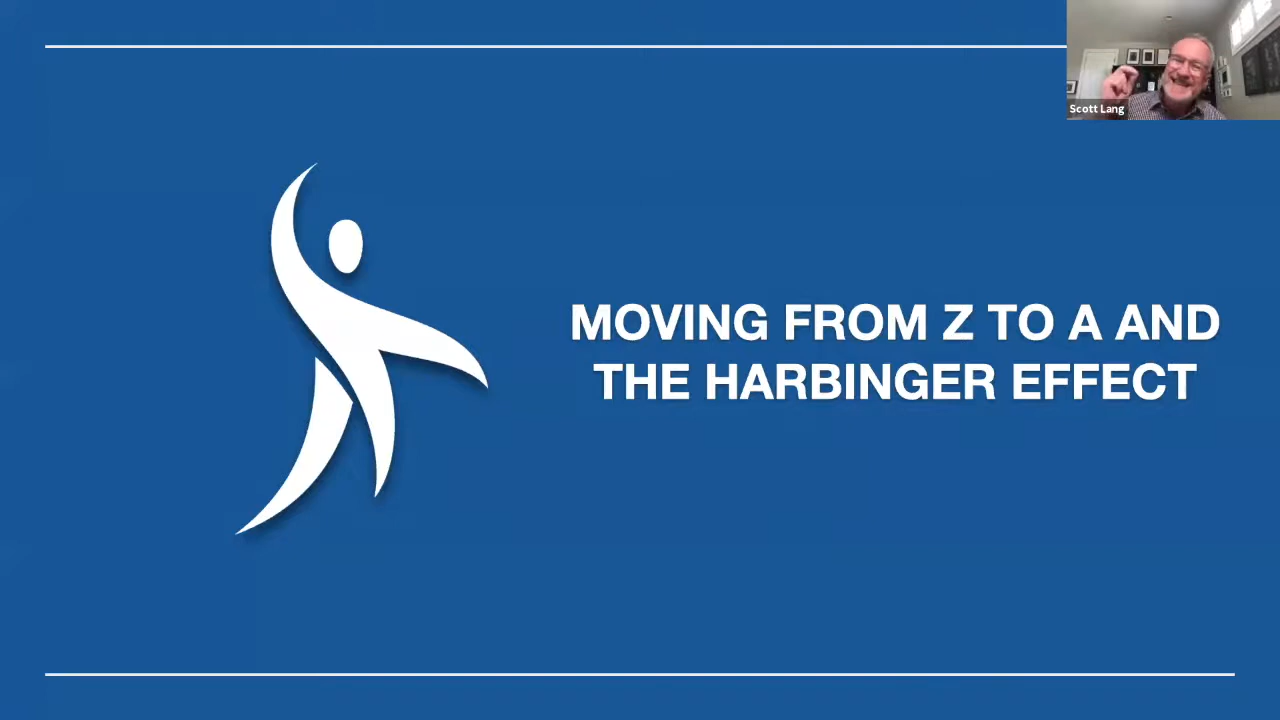 Scott Lang
MOVING FROM Z TO A AND
THE HARBINGER EFFECT